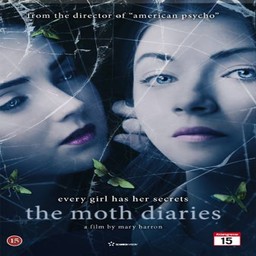 from the director of "american psycho"
every girl has her secrets
the moth diaries
a film by mary harron
15
15